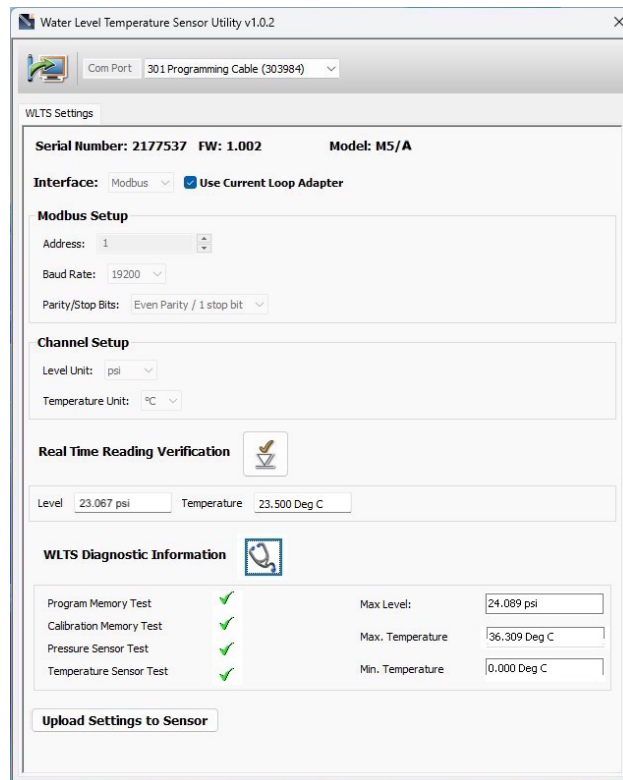 Water Level Temperature Sensor Utility v1.0.2
Com Port 301 Programming Cable (303984)
WLTS Settings
Serial Number: 2177537 FW: 1.002 Model: M5/A
Interface: Modbus Use Current Loop Adapter
Modbus Setup
Address: 1
Baud Rate: 19200
Parity/Stop Bits: Even Parity / 1 stop bit
Channel Setup
Level Unit: psi
Temperature Unit: ºC
Real Time Reading Verification
Level 23.067 psi Temperature 23.500 Deg C
WLTS Diagnostic Information
Program Memory Test Max Level: 24.089 psi
Calibration Memory Test
Max. Temperature 36.309 Deg C
Pressure Sensor Test
Temperature Sensor Test Min. Temperature 0.000 Deg C
Upload Settings to Sensor